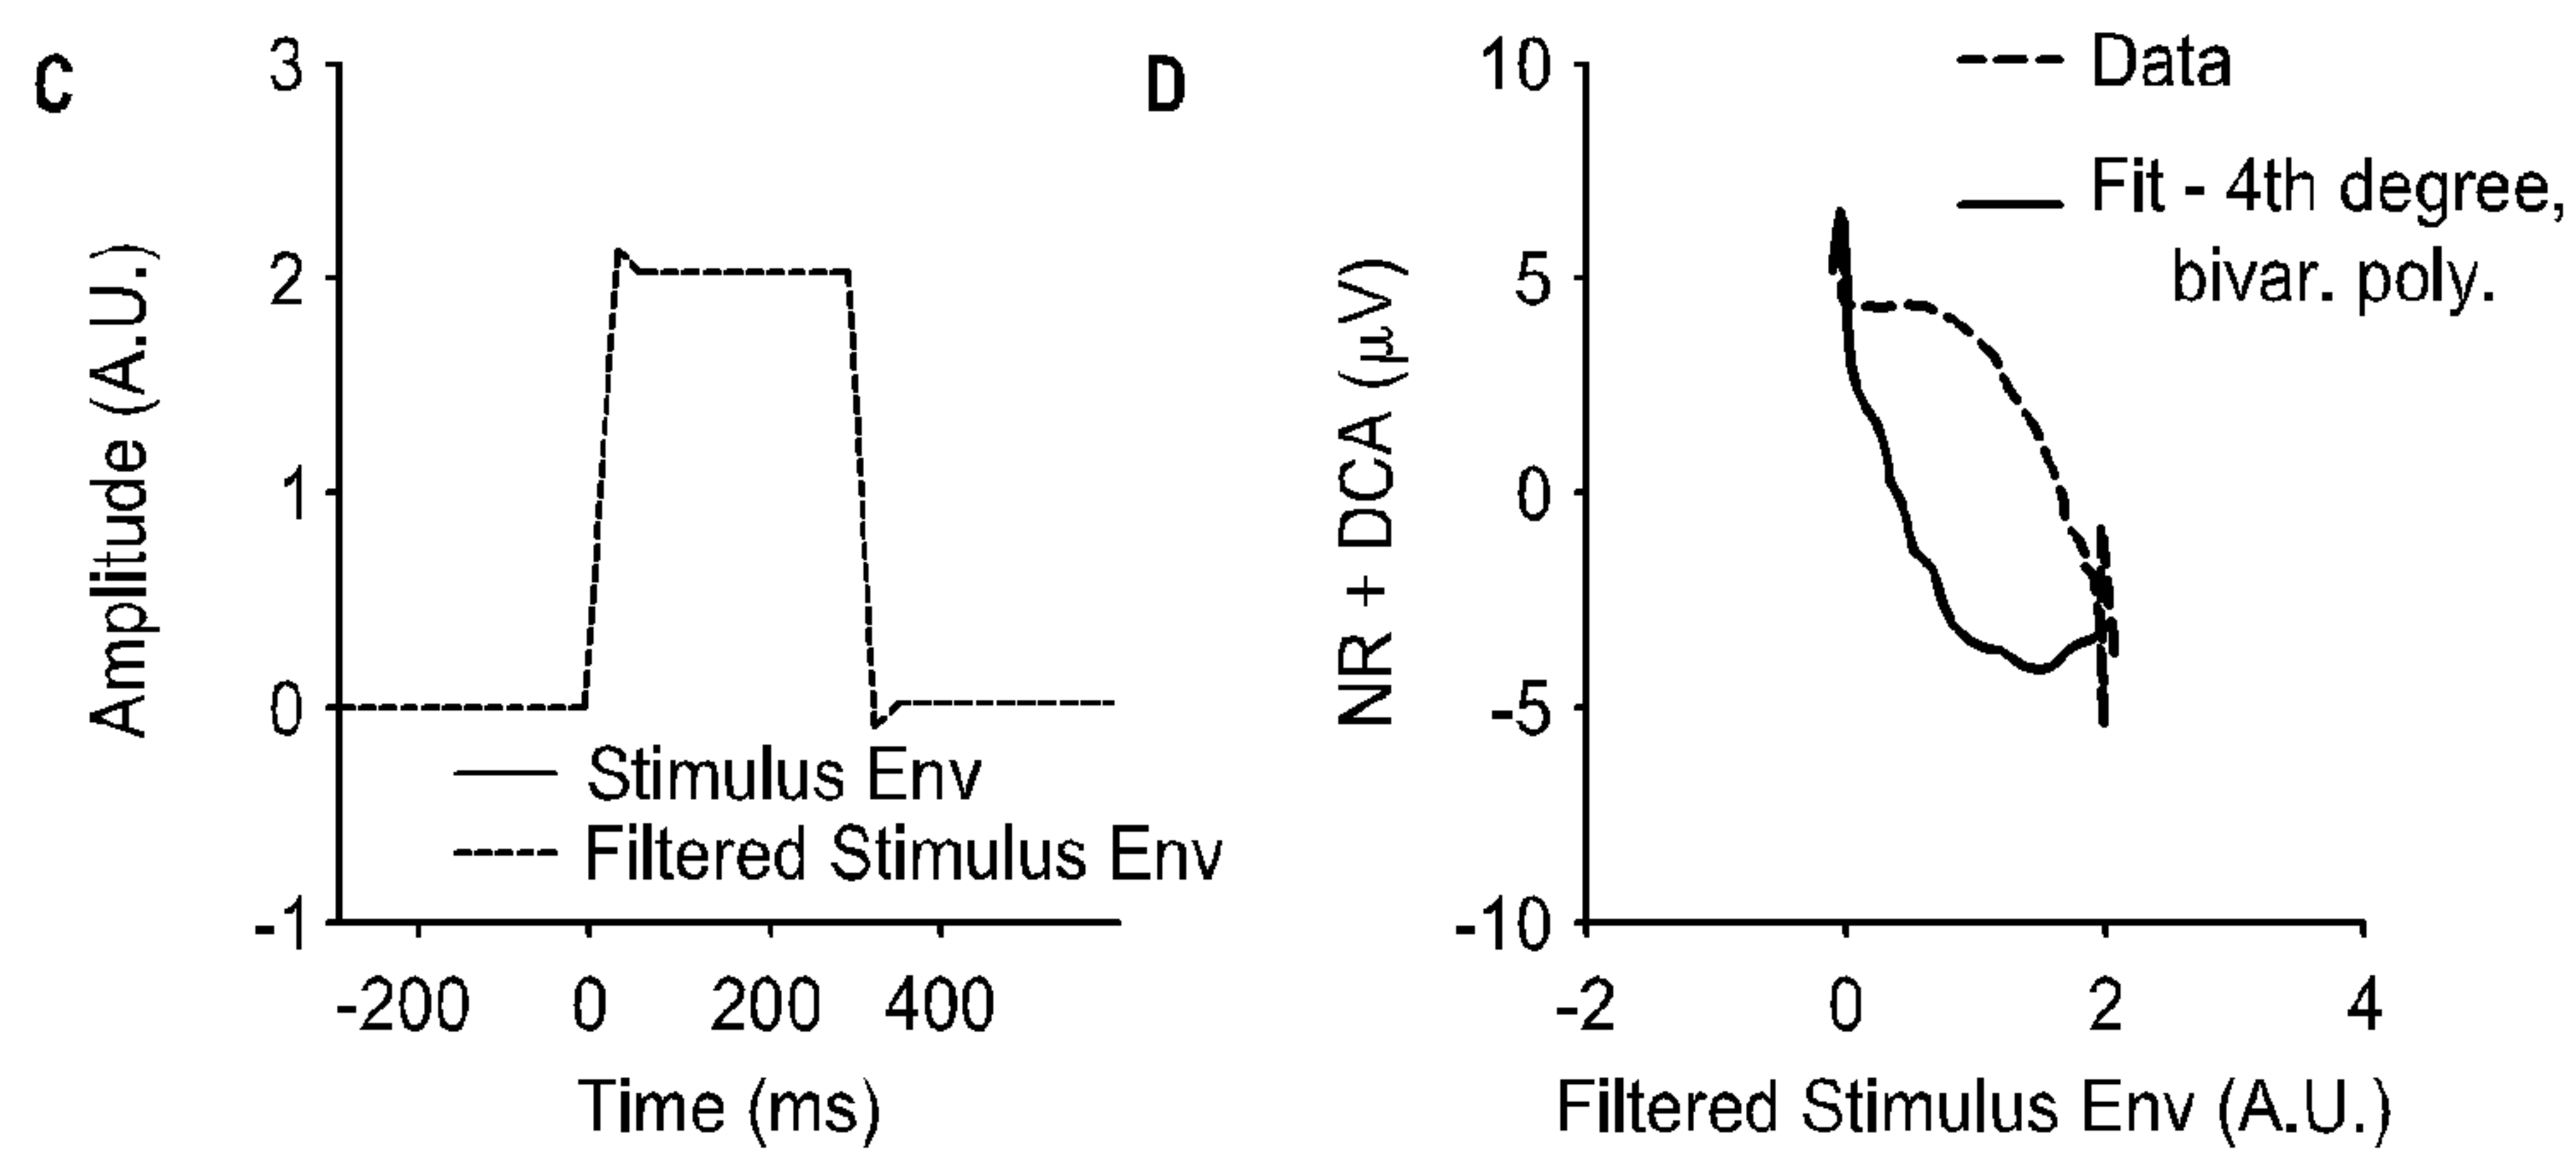 C
3
2
1
0
-1
Amplitude (A.U.)
Stimulus Env
Filtered Stimulus Env
-200 0 200 400
Time (ms)
D
10
5
0
-5
-10
NR + DCA (μV)
Data
Fit - 4th degree,
bivar. poly.
-2 0 2 4
Filtered Stimulus Env (A.U.)